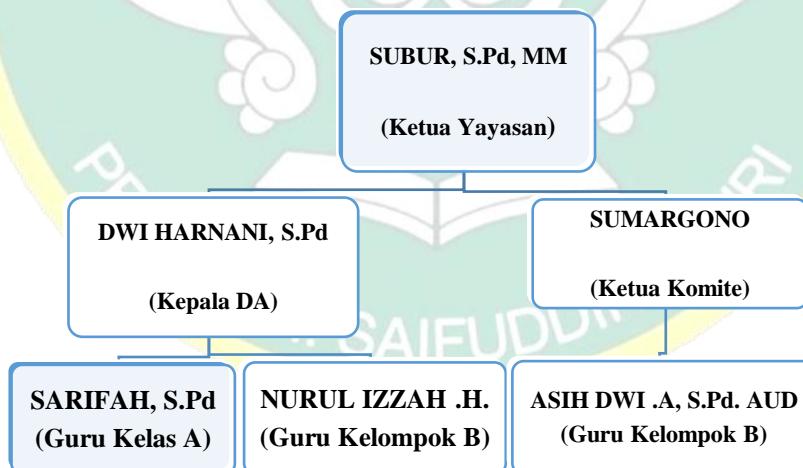 SUBUR, S.Pd, MM
(Ketua Yayasan)
DWI HARNANI, S.Pd
(Kepala DA)
SUMARGONO
(Ketua Komite)
SAIFUDDI
SARIFAH, S.Pd
(Guru Kelas A)
NURUL IZZAH .H.
(Guru Kelompok B)
ASIH DWI .A, S.Pd. AUD
(Guru Kelompok B)